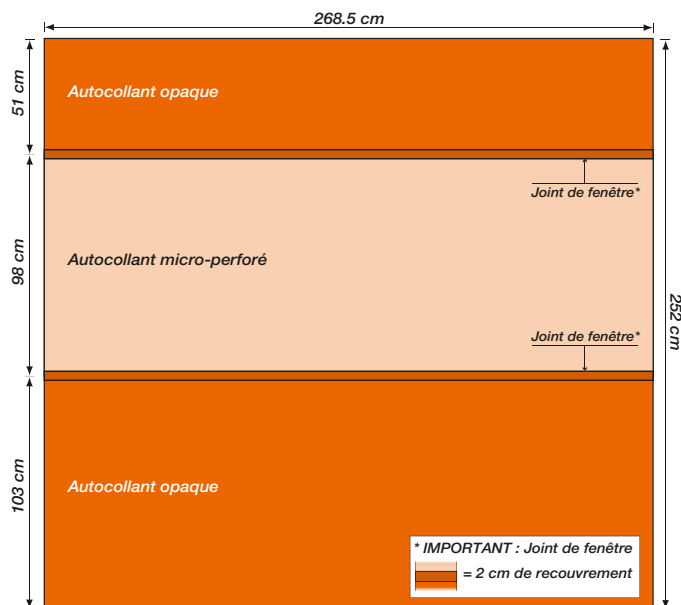 268.5 cm
51 cm
Autocollant opaque
Joint de fenêtre*
98 cm
Autocollant micro-perforé
252 cm
Joint de fenêtre*
103 cm
Autocollant opaque
* IMPORTANT : Joint de fenêtre
= 2 cm de recouvrement